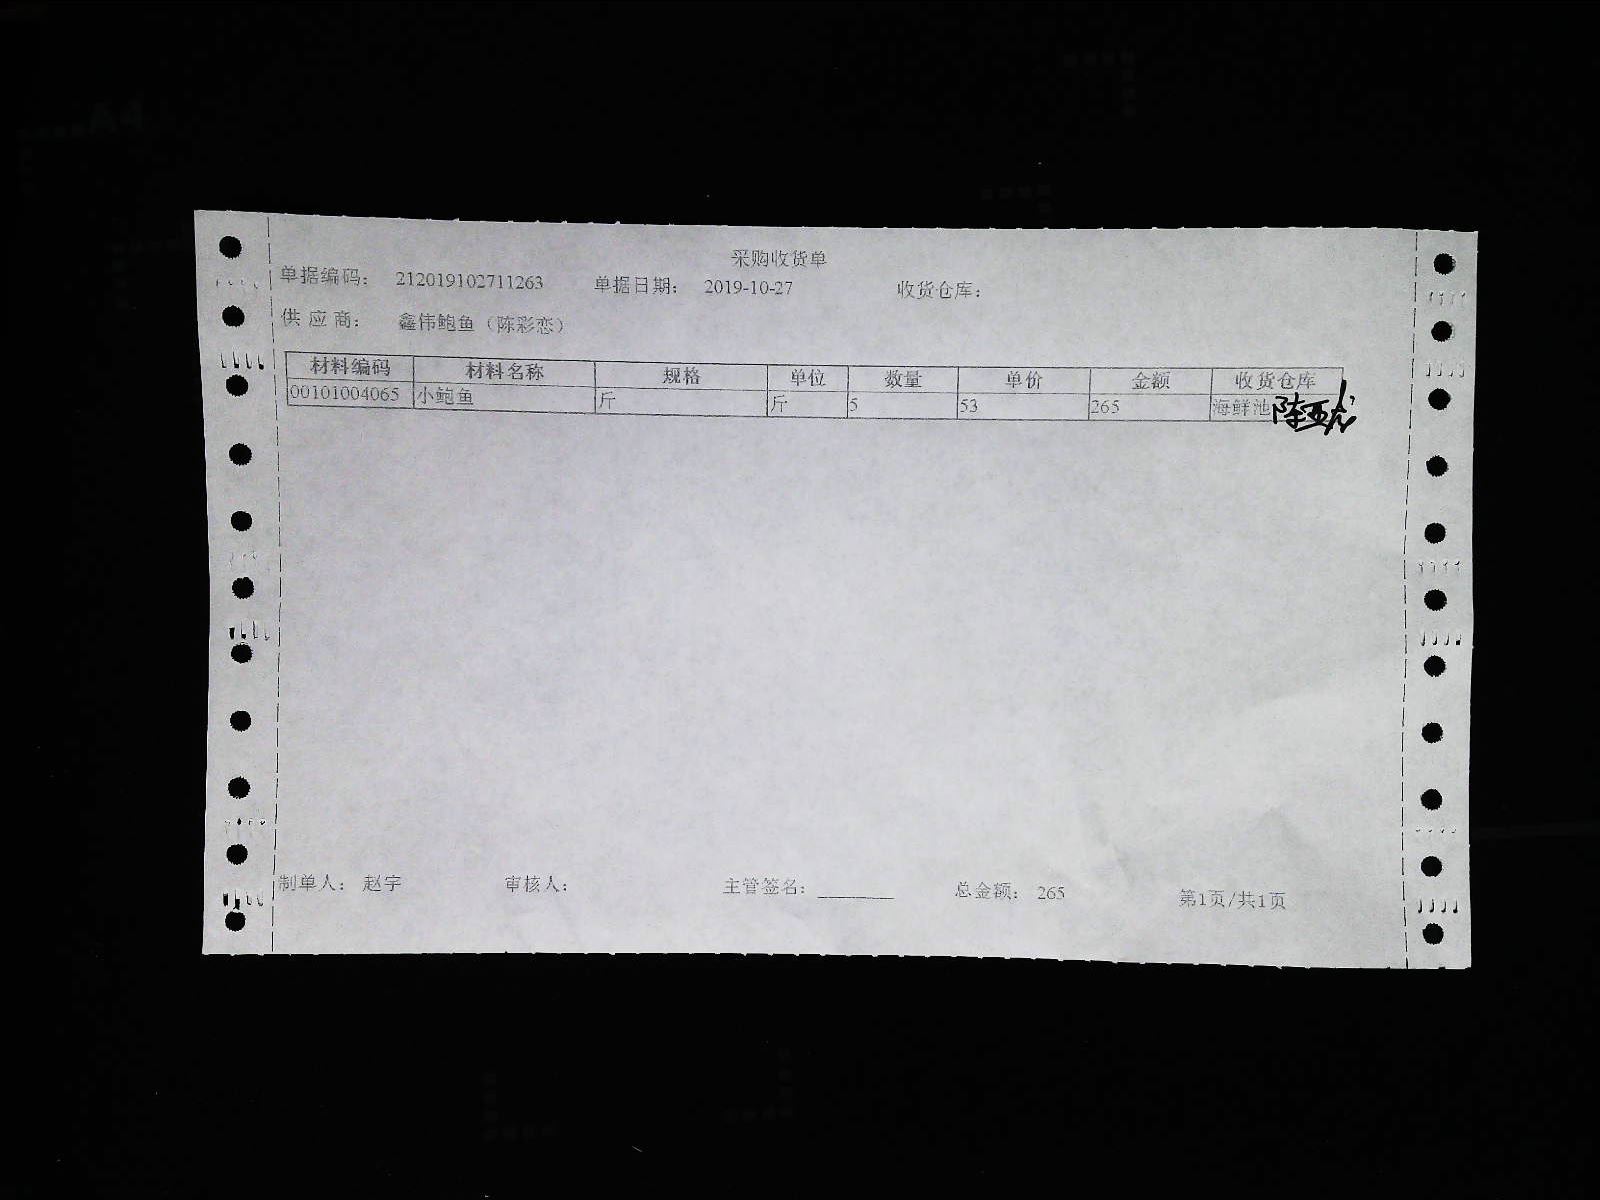 采购收货单
单据编码： 212019102711263 单据日期： 2019-10-27 收货仓库：
供 应 商： 鑫伟鲍鱼（陈彩恋）
材料编码 材料名称 规格 单位 数量 单价 金额 收货仓库
00101004065 小鲍鱼 斤 斤 5 53 265 海鲜池
制单人： 赵宇 审核人： 主管签名：________ 总金额： 265 第1页/共1页